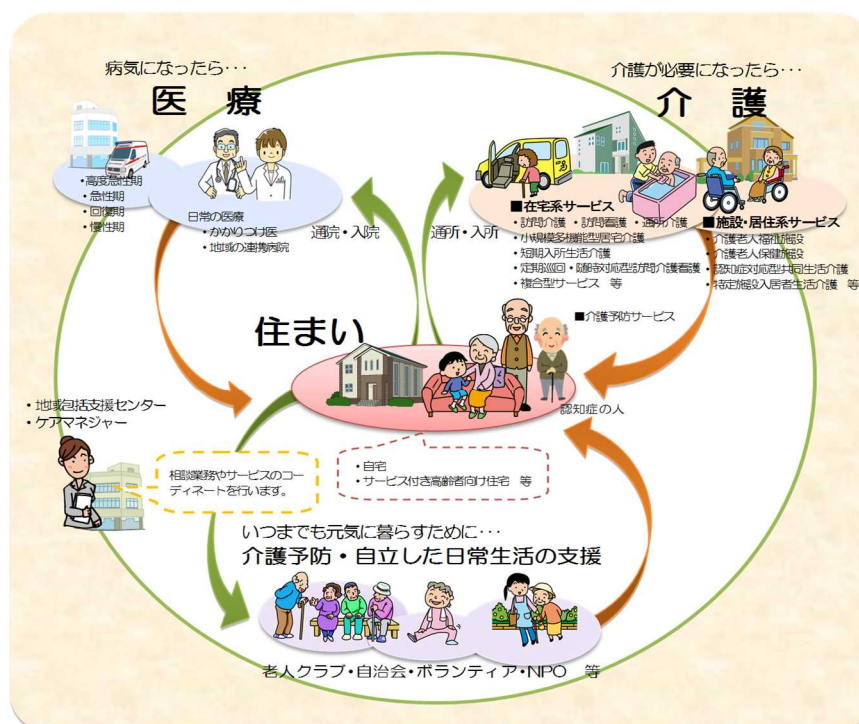 病気になったら･･･
医　療
・高度急性期
・急性期
・回復期
・慢性期
日常の医療
・かかりつけ医
・地域の連携病院
介護が必要になったら･･･
介　護
■在宅系サービス
・訪問介護・訪問看護・通所介護
・小規模多機能型居宅介護
・短期入所生活介護
・定期巡回・随時対応型訪問介護看護
・複合型サービス　等
■施設・居住系サービス
・介護老人福祉施設
・介護老人保健施設
・認知症対応型共同生活介護
・特定施設入居者生活介護　等
通院・入院
通所・入所
■介護予防サービス
住まい
認知症の人
・自宅
・サービス付き高齢者向け住宅　等
・地域包括支援センター
・ケアマネジャー
相談業務やサービスのコー
ディネートを行います。
いつまでも元気に暮らすために･･･
介護予防・自立した日常生活の支援
老人クラブ・自治会・ボランティア・NPO　等